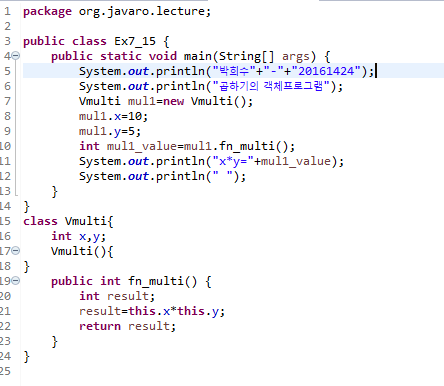 1 package org.javaro.lecture;
2
3 public class Ex7_15 {
4 public static void main(String[] args) {
5 System.out.println("박희수"+"-"+"20161424");
6 System.out.println("곱하기의 객체프로그램");
7 Vmulti mul1=new Vmulti();
8 mul1.x=10;
9 mul1.y=5;
10 int mul1_value=mul1.fn_multi();
11 System.out.println("x*y="+mul1_value);
12 System.out.println(" ");
13 }
14 }
15 class Vmulti{
16 int x,y;
17 Vmulti(){
18 }
19 public int fn_multi() {
20 int result;
21 result=this.x*this.y;
22 return result;
23 }
24 }
25